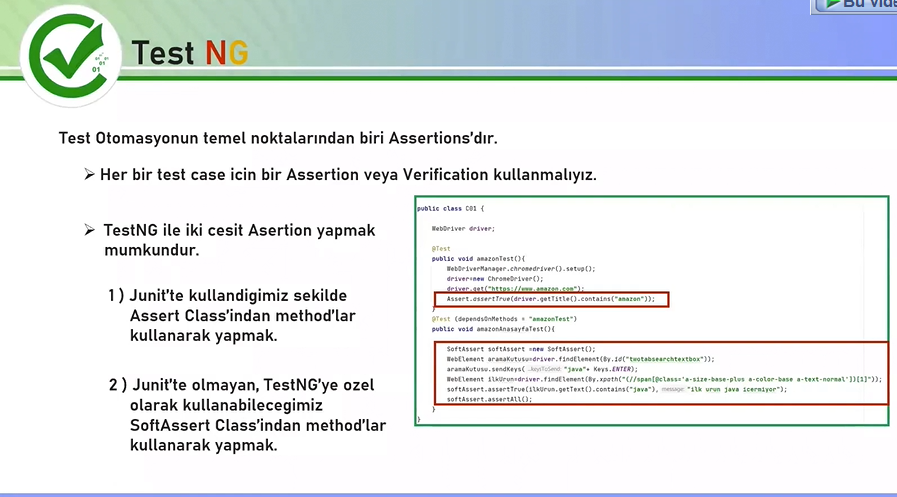 Bu vide
01
01
Test NG
Test Otomasyonun temel noktalarından biri Assertions’dır.
➢ Her bir test case icin bir Assertion veya Verification kullanmalıyız.
➢ TestNG ile iki cesit Asertion yapmak
mumkundur.
1 ) Junit’te kullandigimiz sekilde
Assert Class’indan method’lar
kullanarak yapmak.
2 ) Junit’te olmayan, TestNG’ye ozel
olarak kullanabilecegimiz
SoftAssert Class’indan method’lar
kullanarak yapmak.
public class C01 {
WebDriver driver;
@Test
public void amazonTest(){
WebDriverManager.chromedriver().setup();
driver=new ChromeDriver();
driver.get("https://www.amazon.com");
Assert.assertTrue(driver.getTitle().contains("amazon"));
}
@Test (dependsOnMethods = "amazonTest")
public void amazonAnasayfaTest(){
SoftAssert softAssert =new SoftAssert();
WebElement aramaKutusu=driver.findElement(By.id("twotabsearchtextbox"));
aramaKutusu.sendKeys( ...keysToSend: "java"+ Keys.ENTER);
WebElement ilkUrun=driver.findElement(By.xpath("(//span[@class='a-size-base-plus a-color-base a-text-normal'])[1]"));
softAssert.assertTrue(ilkUrun.getText().contains("java"), message: "ilk urun java icermiyor");
softAssert.assertAll();
}
}